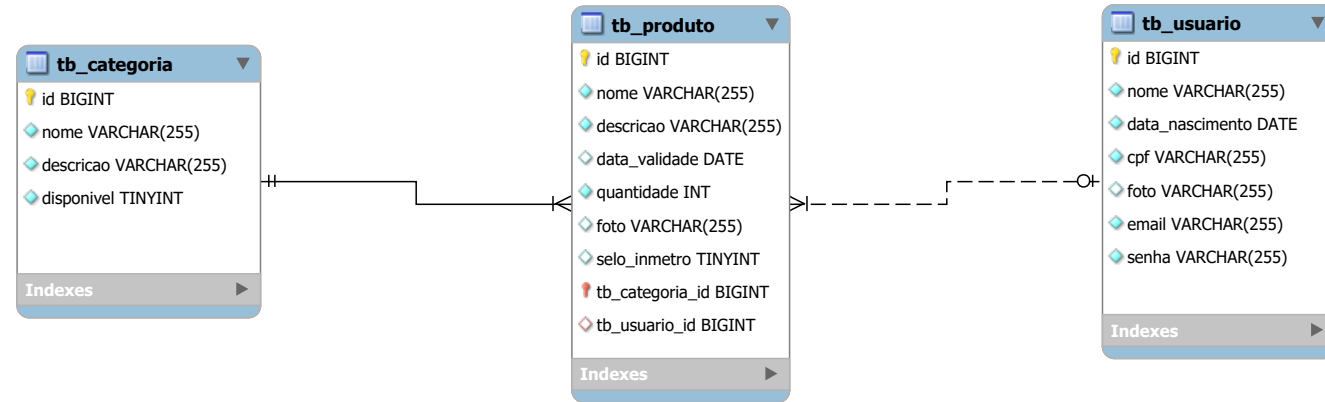 tb_categoria
id BIGINT
nome VARCHAR(255)
descricao VARCHAR(255)
disponivel TINYINT
Indexes
tb_produto
id BIGINT
nome VARCHAR(255)
descricao VARCHAR(255)
data_validade DATE
quantidade INT
foto VARCHAR(255)
selo_inmetro TINYINT
tb_categoria_id BIGINT
tb_usuario_id BIGINT
Indexes
tb_usuario
id BIGINT
nome VARCHAR(255)
data_nascimento DATE
cpf VARCHAR(255)
foto VARCHAR(255)
email VARCHAR(255)
senha VARCHAR(255)
Indexes